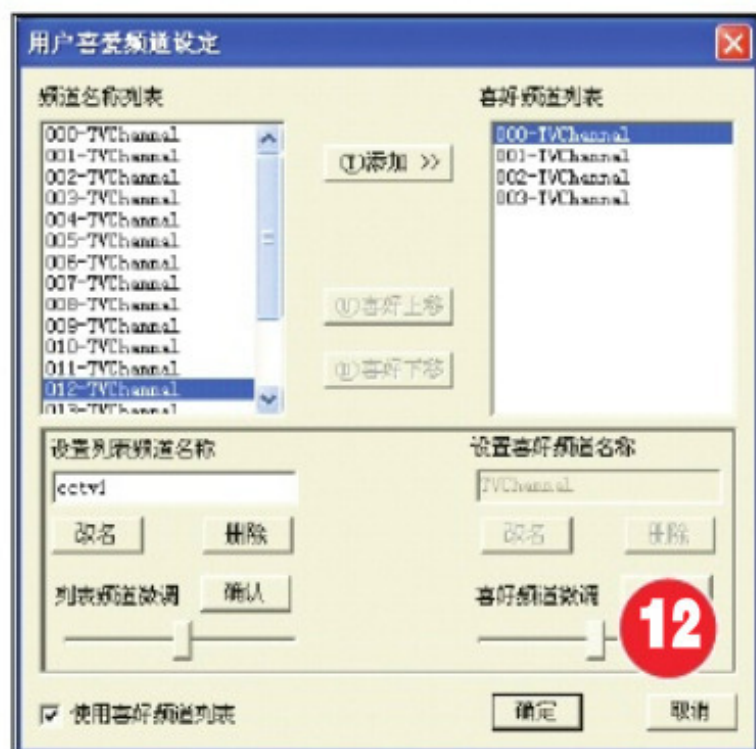 用户喜爱频道设定
频道名称列表
喜好频道列表
000-TVChannel
001-TVChannel
002-TVChannel
003-TVChannel
004-TVChannel
005-TVChannel
006-TVChannel
007-TVChannel
008-TVChannel
009-TVChannel
010-TVChannel
011-TVChannel
012-TVChannel
013-TVChannel
添加 >>
(U)喜好上移
(D)喜好下移
000-TVChannel
001-TVChannel
002-TVChannel
003-TVChannel
设置列表频道名称
cctv1
改名 删除
列表频道微调 确认
设置喜好频道名称
TVChannel
改名 删除
喜好频道微调
12
使用喜好频道列表
确定 取消